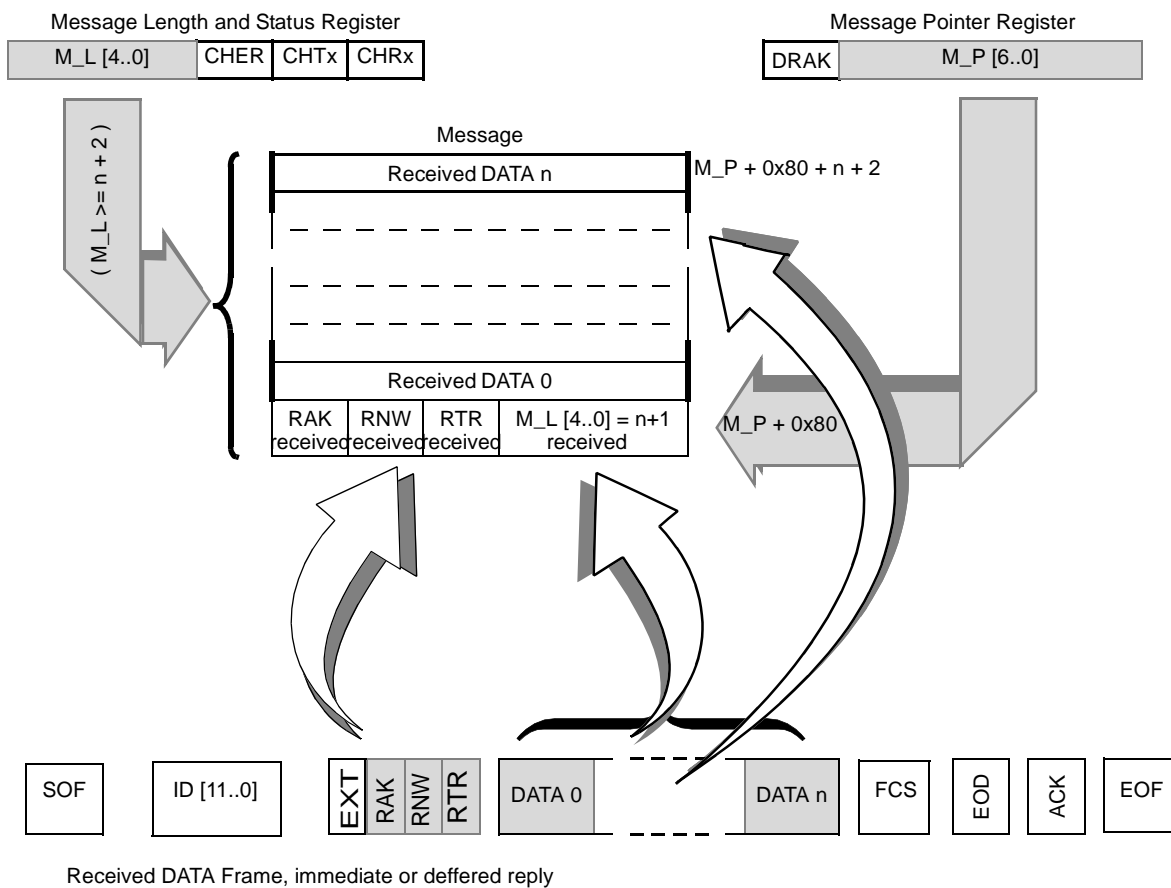 Message Length and Status Register
Message Pointer Register
M_L [4..0] CHER CHTx CHRx
DRAK M_P [6..0]
( M_L >= n + 2 )
Message
Received DATA n
M_P + 0x80 + n + 2
Received DATA 0
RAK received
RNW received
RTR received
M_L [4..0] = n+1
received
M_P + 0x80
SOF
ID [11..0]
EXT
RAK
RNW
RTR
DATA 0
DATA n
FCS
EOD
ACK
EOF
Received DATA Frame, immediate or deffered reply